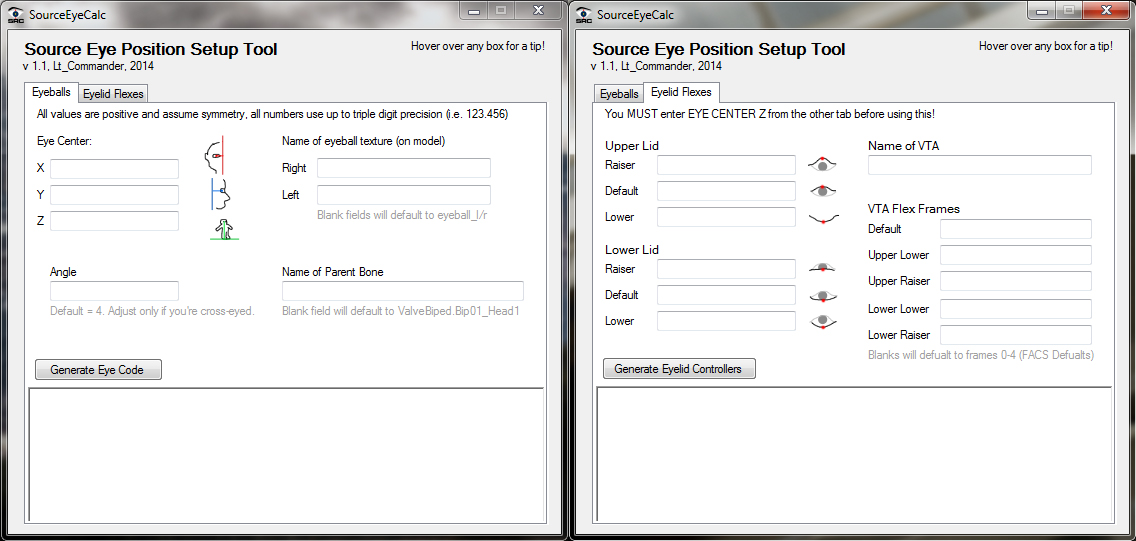 SourceEyeCalc
Source Eye Position Setup Tool
Hover over any box for a tip!
v 1.1, Lt_Commander, 2014
Eyeballs
Eyelid Flexes
All values are positive and assume symmetry, all numbers use up to triple digit precision (i.e. 123.456)
Eye Center:
Name of eyeball texture (on model)
X
Right
Y
Left
Blank fields will default to eyeball_l/r
Z
Angle
Name of Parent Bone
Default = 4. Adjust only if you're cross-eyed.
Blank field will default to ValveBiped.Bip01_Head1
Generate Eye Code
SourceEyeCalc
Source Eye Position Setup Tool
Hover over any box for a tip!
v 1.1, Lt_Commander, 2014
Eyeballs
Eyelid Flexes
You MUST enter EYE CENTER Z from the other tab before using this!
Upper Lid
Name of VTA
Raiser
Default
Lower
VTA Flex Frames
Default
Lower Lid
Upper Lower
Raiser
Upper Raiser
Default
Lower Lower
Lower
Lower Raiser
Blanks will defualt to frames 0-4 (FACS Defualts)
Generate Eyelid Controllers